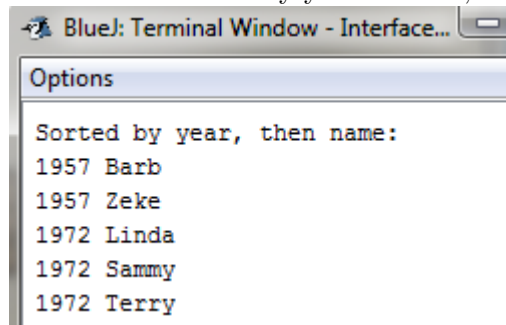 BlueJ: Terminal Window - Interface...
Options
Sorted by year, then name:
1957 Barb
1957 Zeke
1972 Linda
1972 Sammy
1972 Terry